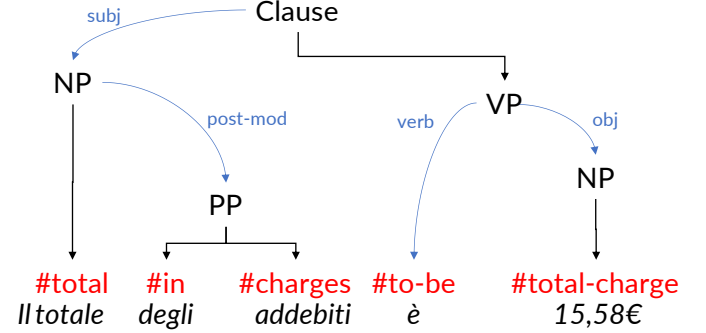 Clause
subj
NP
VP
post-mod
verb
obj
NP
PP
#total #in #charges #to-be #total-charge
Il totale degli addebiti è 15,58€